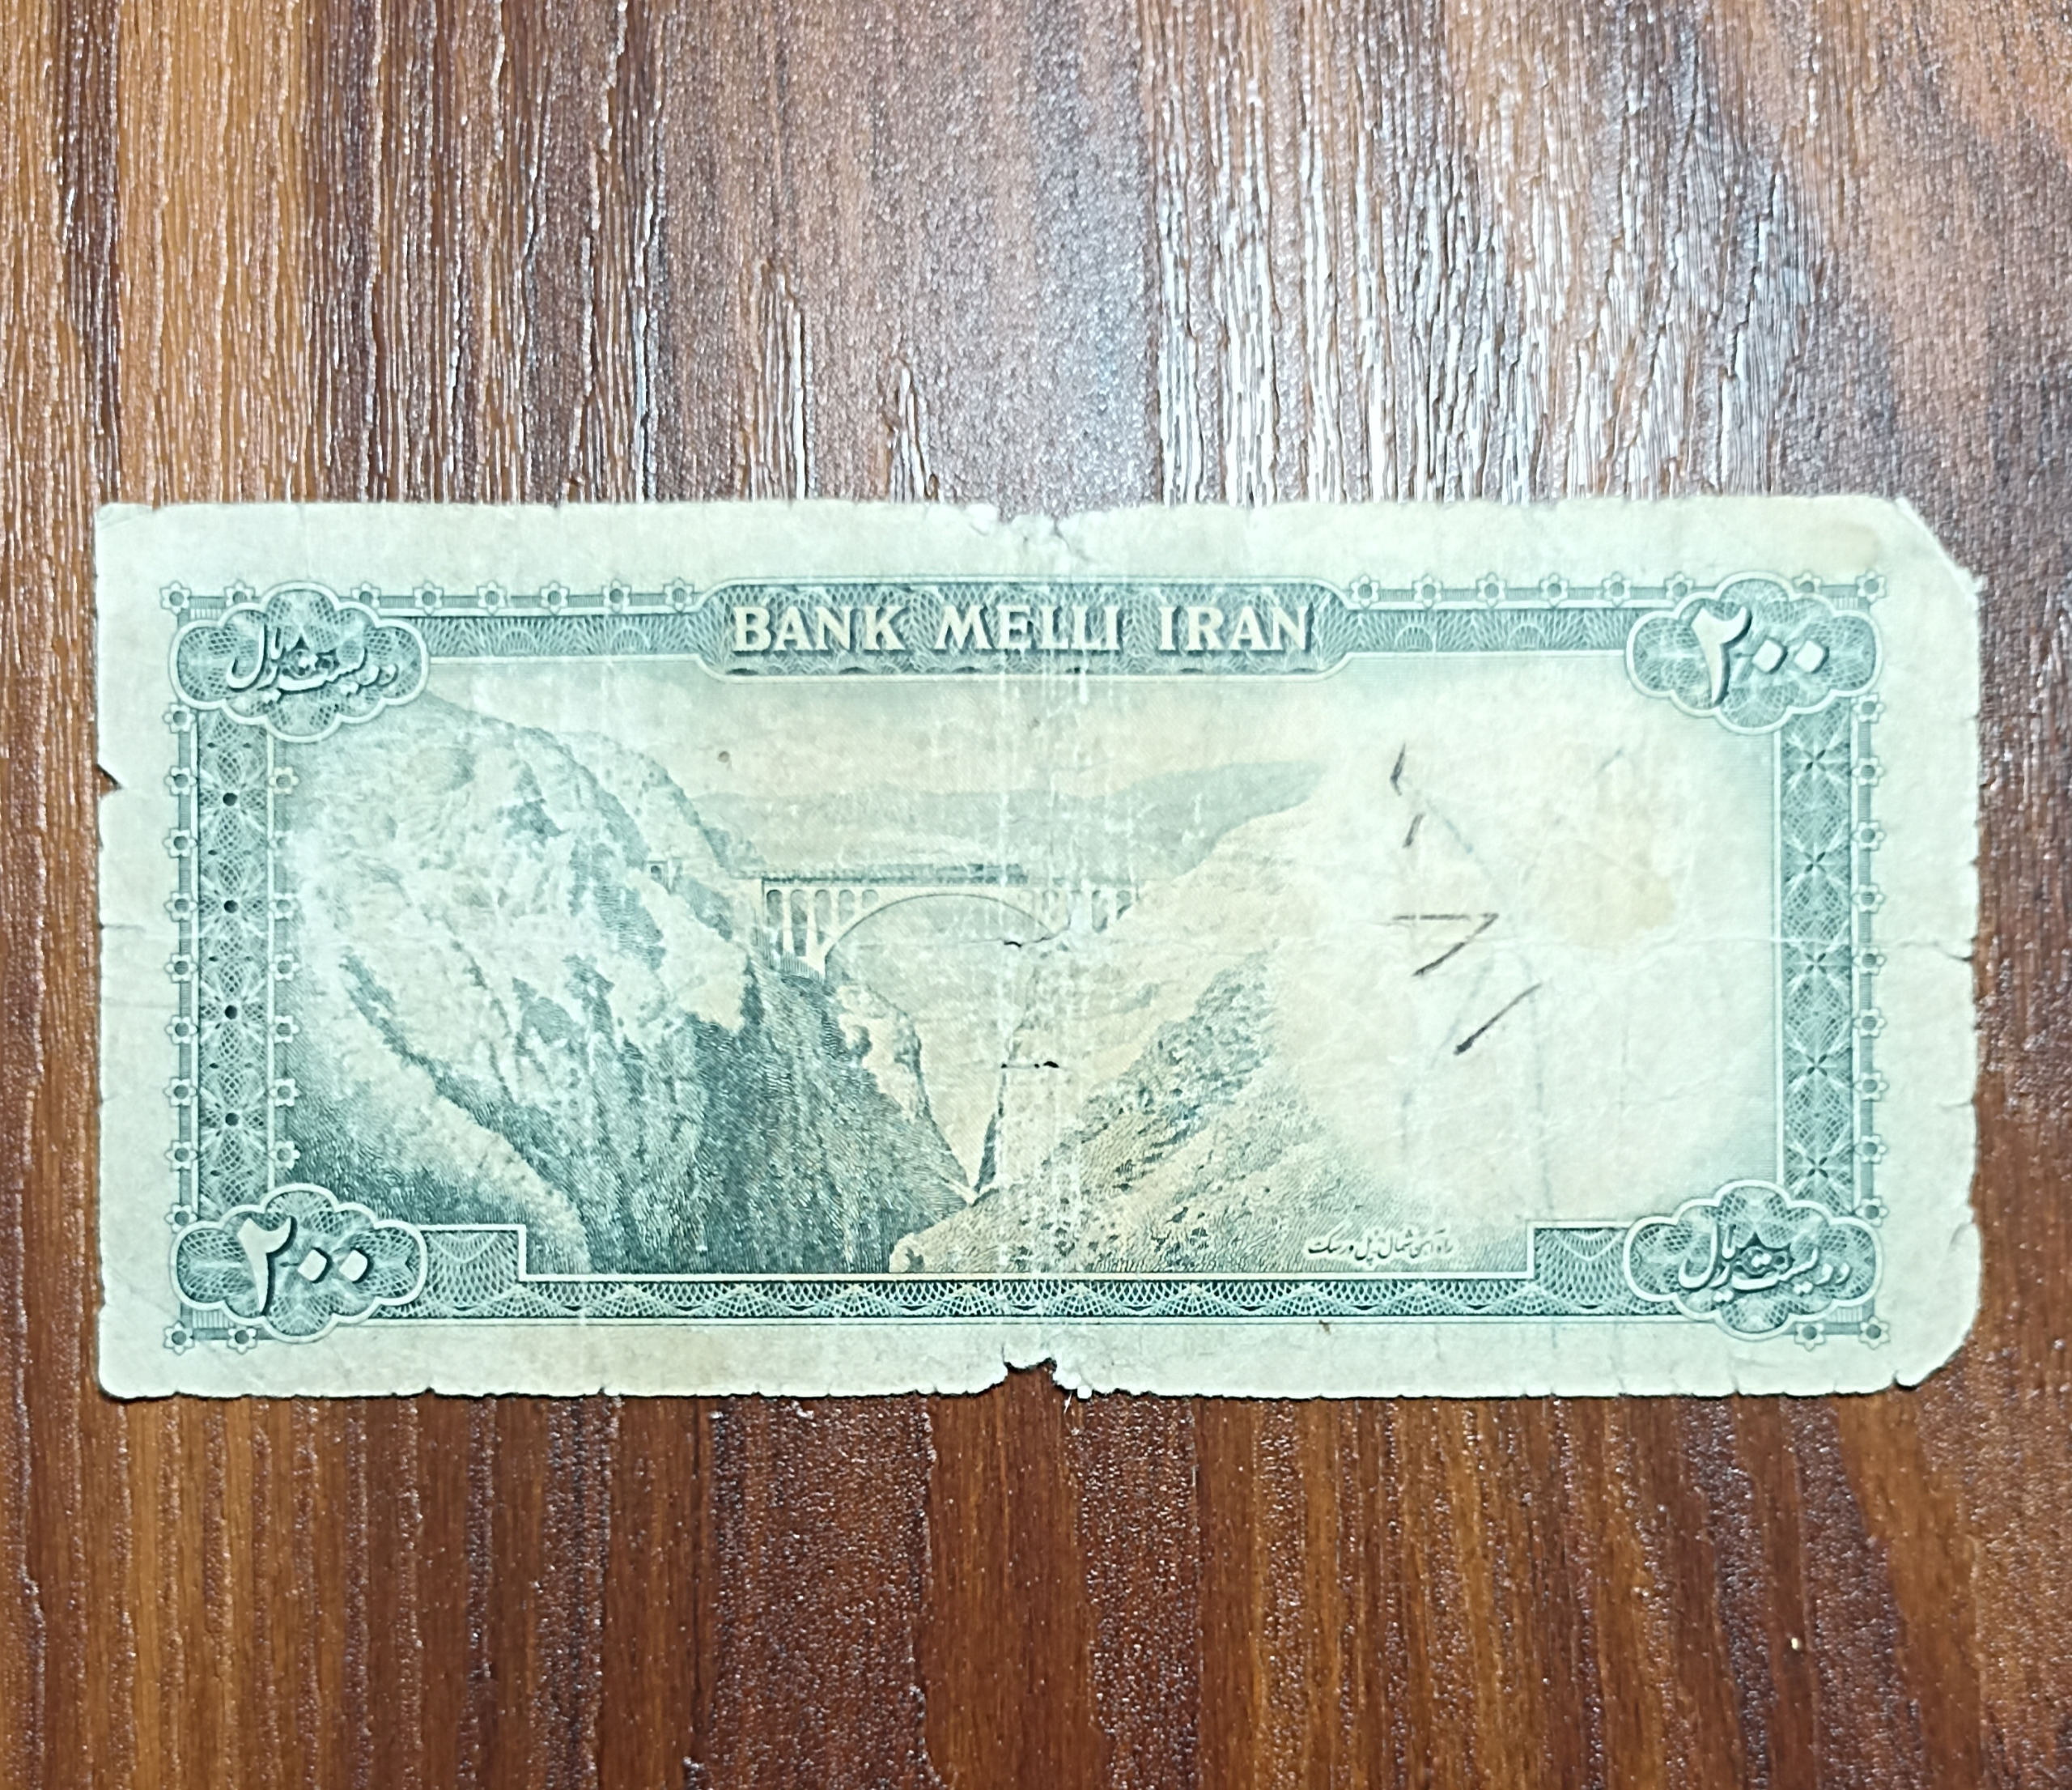 BANK MELLI IRAN
دویست ریال
۲۰۰
۲۰۰
دویست ریال
راه آهن شمال پل ورسک